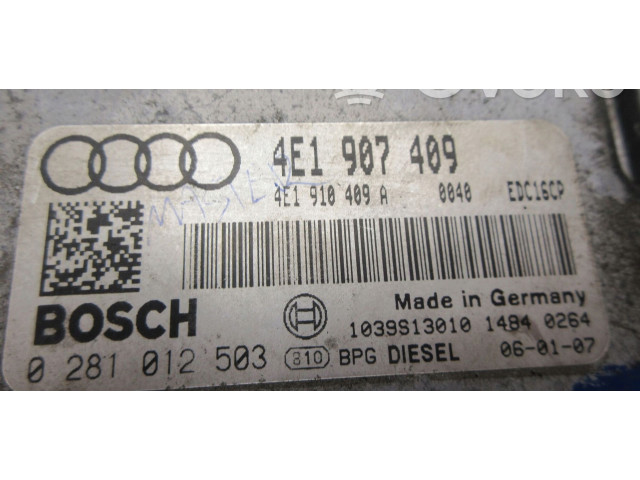 4E1 907 409
4E1 910 409 A 0040 EDC16CP
BOSCH
Made in Germany
1039S13010 1484 0264
0 281 012 503 810 BPG DIESEL 06-01-07